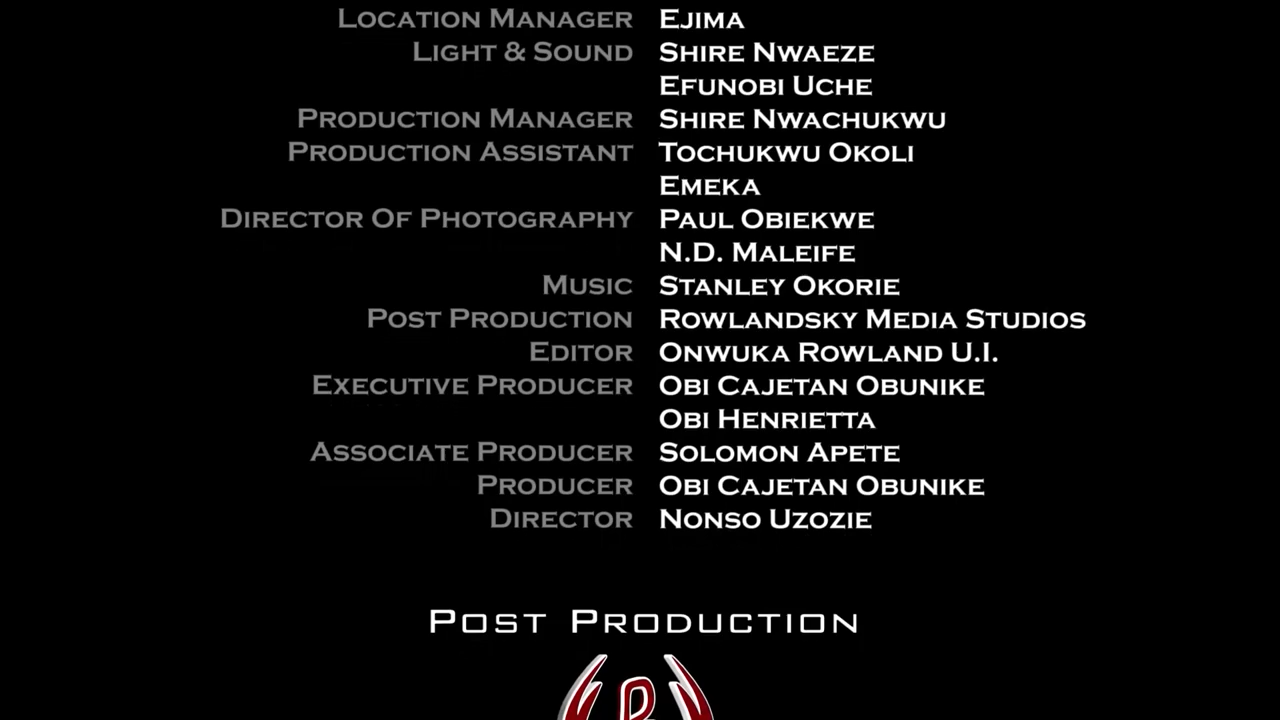 Location Manager Ejima
Light & Sound Shire Nwaeze
Efunobi Uche
Production Manager Shire Nwachukwu
Production Assistant Tochukwu Okoli
Emeka
Director Of Photography Paul Obiekwe
N.D. Maleife
Music Stanley Okorie
Post Production Rowlandsky Media Studios
Editor Onwuka Rowland U.I.
Executive Producer Obi Cajetan Obunike
Obi Henrietta
Associate Producer Solomon Apete
Producer Obi Cajetan Obunike
Director Nonso Uzozie
Post Production
R